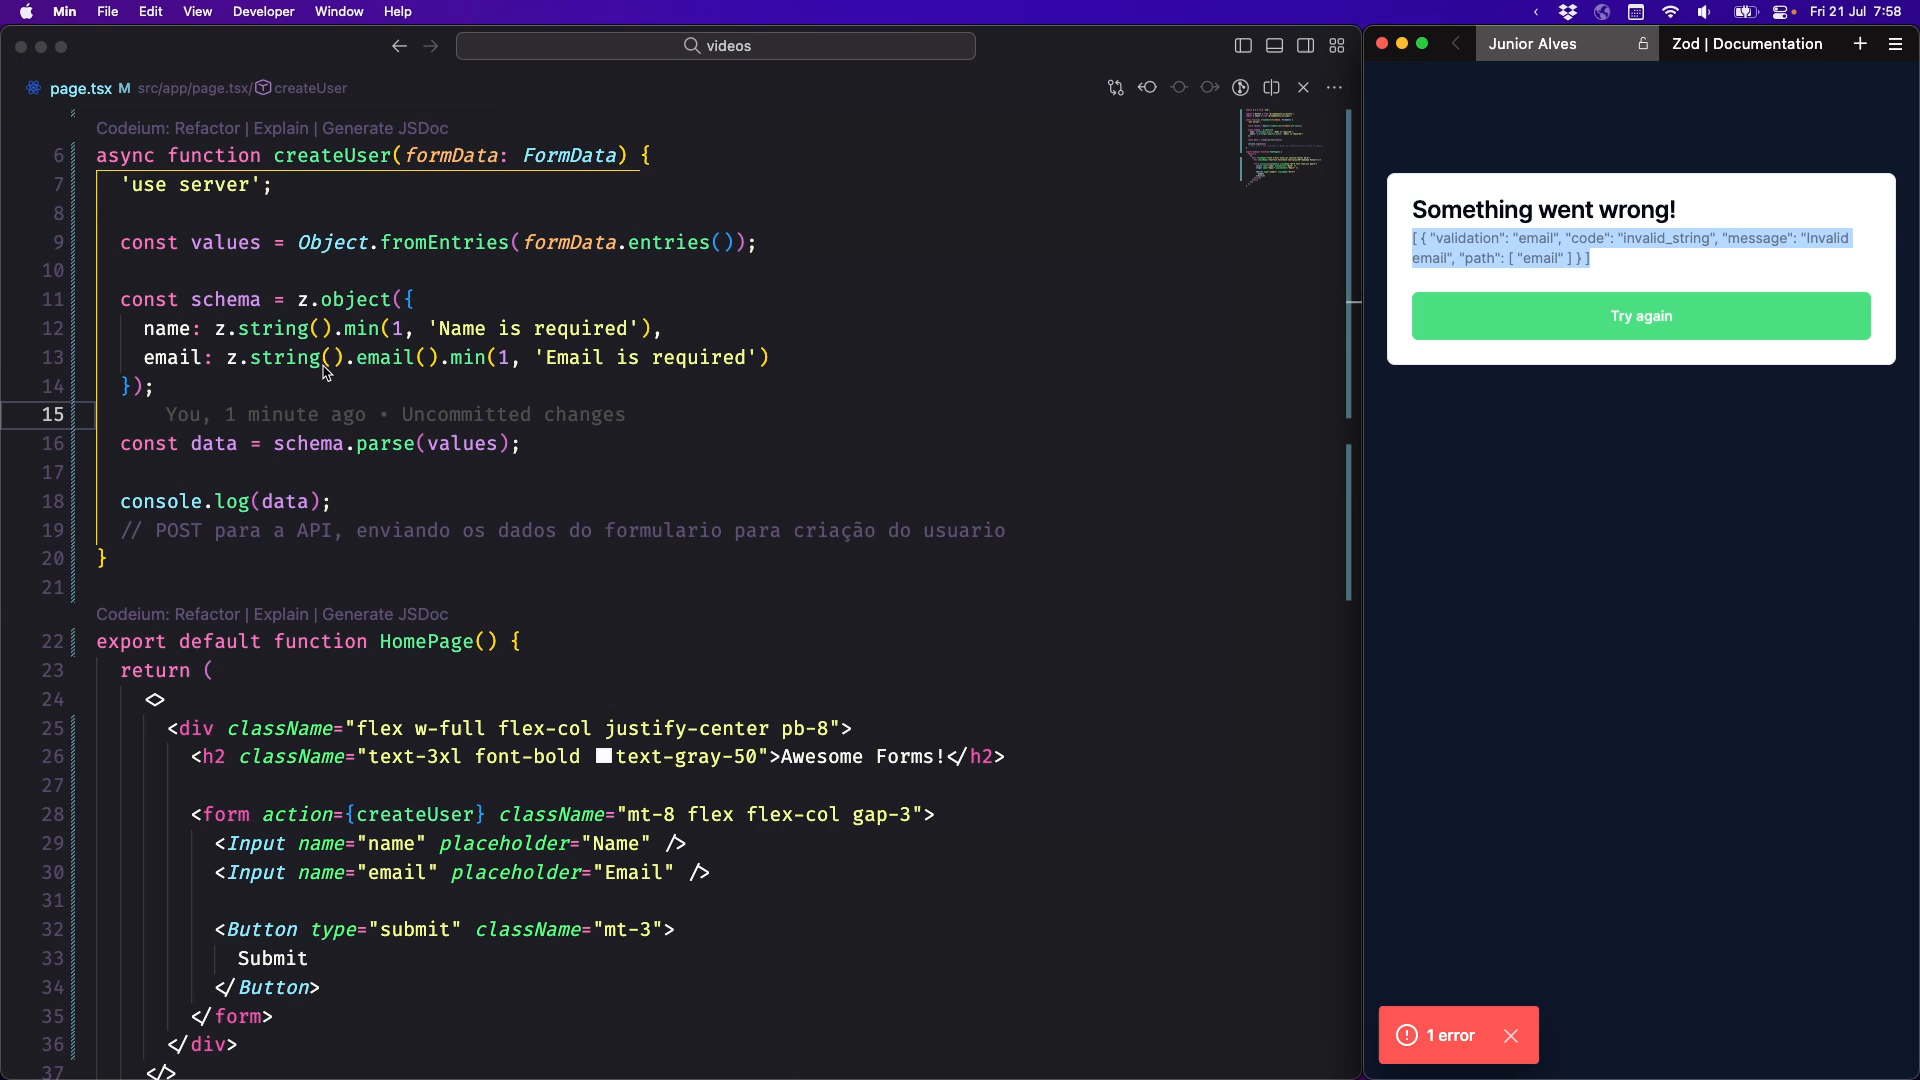 Min File Edit View Developer Window Help
Fri 21 Jul 7:58
videos
page.tsx M src/app/page.tsx/ createUser
Codeium: Refactor | Explain | Generate JSDoc
6 async function createUser(formData: FormData) {
7 'use server';
8
9 const values = Object.fromEntries(formData.entries());
10
11 const schema = z.object({
12 name: z.string().min(1, 'Name is required'),
13 email: z.string().email().min(1, 'Email is required')
14 });
15 You, 1 minute ago • Uncommitted changes
16 const data = schema.parse(values);
17
18 console.log(data);
19 // POST para a API, enviando os dados do formulario para criação do usuario
20 }
21
Codeium: Refactor | Explain | Generate JSDoc
22 export default function HomePage() {
23 return (
24 <>
25 <div className="flex w-full flex-col justify-center pb-8">
26 <h2 className="text-3xl font-bold text-gray-50">Awesome Forms!</h2>
27
28 <form action={createUser} className="mt-8 flex flex-col gap-3">
29 <Input name="name" placeholder="Name" />
30 <Input name="email" placeholder="Email" />
31
32 <Button type="submit" className="mt-3">
33 Submit
34 </Button>
35 </form>
36 </div>
37 </>
Junior Alves
Zod | Documentation
Something went wrong!
[ { "validation": "email", "code": "invalid_string", "message": "Invalid
email", "path": [ "email" ] } ]
Try again
1 error